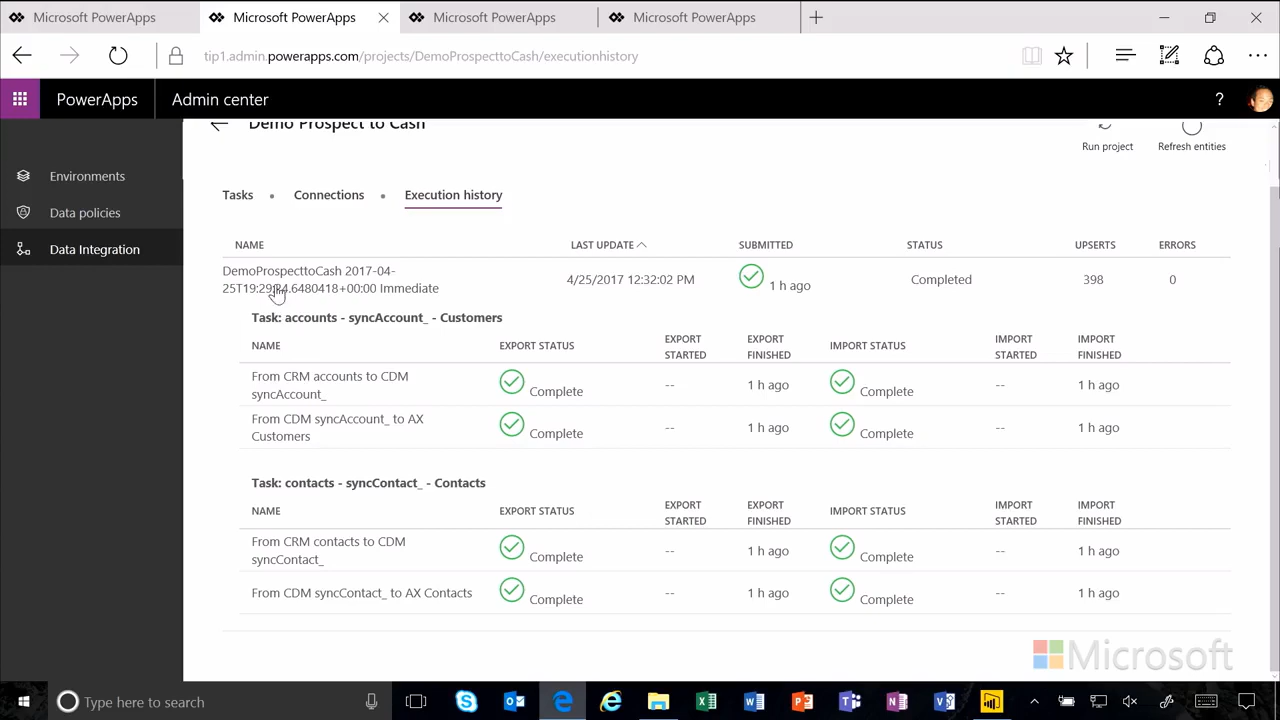 Microsoft PowerApps
Microsoft PowerApps
Microsoft PowerApps
Microsoft PowerApps
tip1.admin.powerapps.com/projects/DemoProspecttoCash/executionhistory
PowerApps
Admin center
?
Demo Prospect to Cash
Run project
Refresh entities
Environments
Data policies
Data Integration
Tasks
Connections
Execution history
NAME LAST UPDATE SUBMITTED STATUS UPSERTS ERRORS
DemoProspecttoCash 2017-04-
25T19:29:24.6480418+00:00 Immediate
4/25/2017 12:32:02 PM 1 h ago Completed 398 0
Task: accounts - syncAccount_ - Customers
NAME EXPORT STATUS EXPORT STARTED EXPORT FINISHED IMPORT STATUS IMPORT STARTED IMPORT FINISHED
From CRM accounts to CDM
syncAccount_
Complete -- 1 h ago Complete -- 1 h ago
From CDM syncAccount_ to AX
Customers
Complete -- 1 h ago Complete -- 1 h ago
Task: contacts - syncContact_ - Contacts
NAME EXPORT STATUS EXPORT STARTED EXPORT FINISHED IMPORT STATUS IMPORT STARTED IMPORT FINISHED
From CRM contacts to CDM
syncContact_
Complete -- 1 h ago Complete -- 1 h ago
From CDM syncContact_ to AX Contacts Complete -- 1 h ago Complete -- 1 h ago
Microsoft
Type here to search